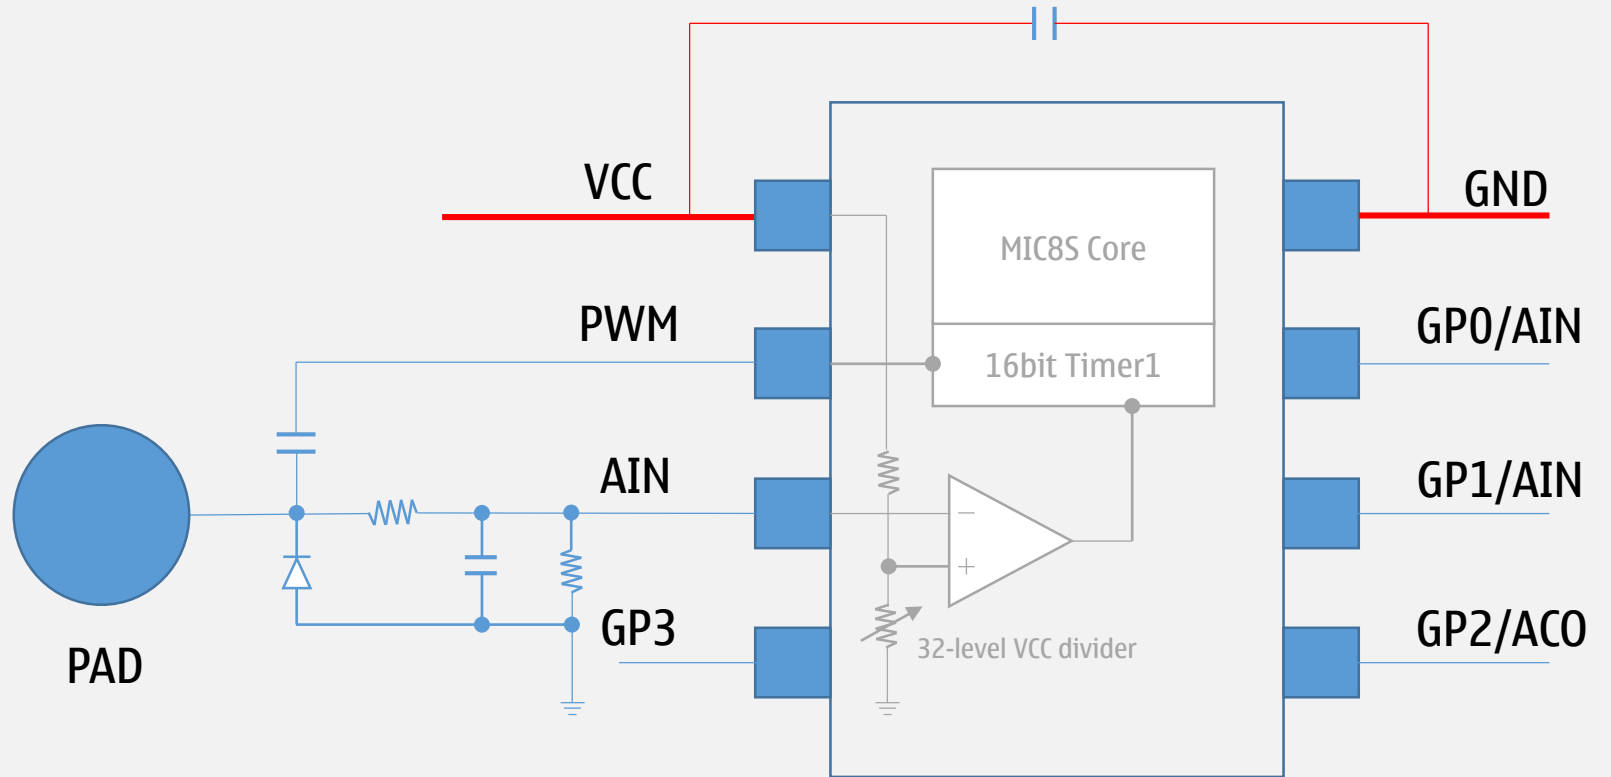 VCC
GND
MIC8S Core
PWM
GP0/AIN
16bit Timer1
AIN
GP1/AIN
−
+
GP3
32-level VCC divider
GP2/ACO
PAD